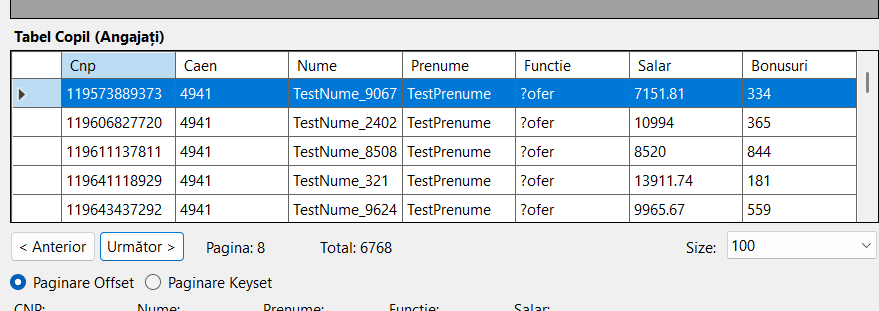 Tabel Copil (Angajați)
Cnp Caen Nume Prenume Functie Salar Bonusuri
119573889373 4941 TestNume_9067 TestPrenume ?ofer 7151.81 334
119606827720 4941 TestNume_2402 TestPrenume ?ofer 10994 365
119611137811 4941 TestNume_8508 TestPrenume ?ofer 8520 844
119641118929 4941 TestNume_321 TestPrenume ?ofer 13911.74 181
119643437292 4941 TestNume_9624 TestPrenume ?ofer 9965.67 559
< Anterior Următor > Pagina: 8 Total: 6768 Size: 100
Paginare Offset Paginare Keyset
CNP: Nume: Prenume: Functie: Salar: